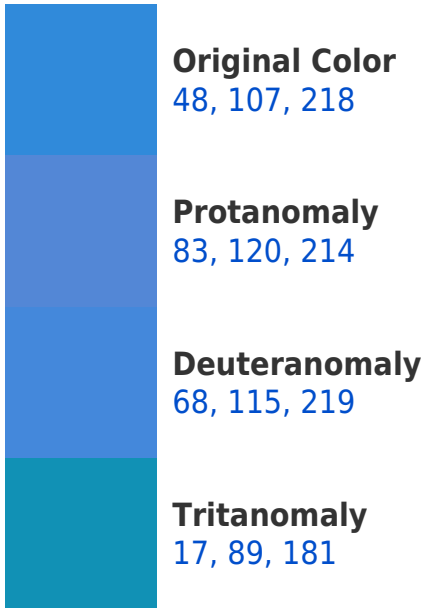 Original Color
48, 107, 218
Protanomaly
83, 120, 214
Deuteranomaly
68, 115, 219
Tritanomaly
17, 89, 181